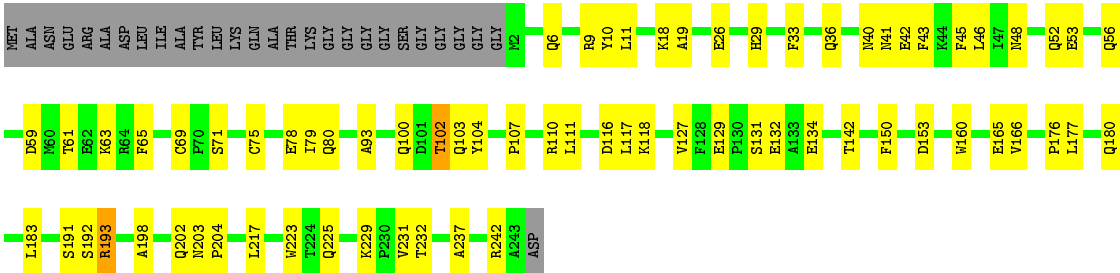 MET ALA ASN GLU ARG ALA ASP LEU ILE ALA TYR LEU LYS GLN ALA THR LYS GLY GLY GLY GLY SER GLY GLY GLY GLY GLY M2 Q6 R9 Y10 L11 K18 A19 E26 H29 F33 Q36 N40 N41 E42 F43 K44 F45 L46 I47 N48 Q52 E53 Q56
D59 M60 T61 E62 K63 R64 F65 C69 P70 S71 C75 E78 I79 Q80 A93 Q100 D101 T102 Q103 Y104 P107 R110 L111 D116 L117 K118 V127 F128 E129 P130 S131 E132 A133 E134 T142 F150 D153 W160 E165 V166 P176 L177 Q180
L183 S191 S192 R193 A198 Q202 N203 P204 L217 W223 T224 Q225 K229 P230 V231 T232 A237 R242 A243 ASP